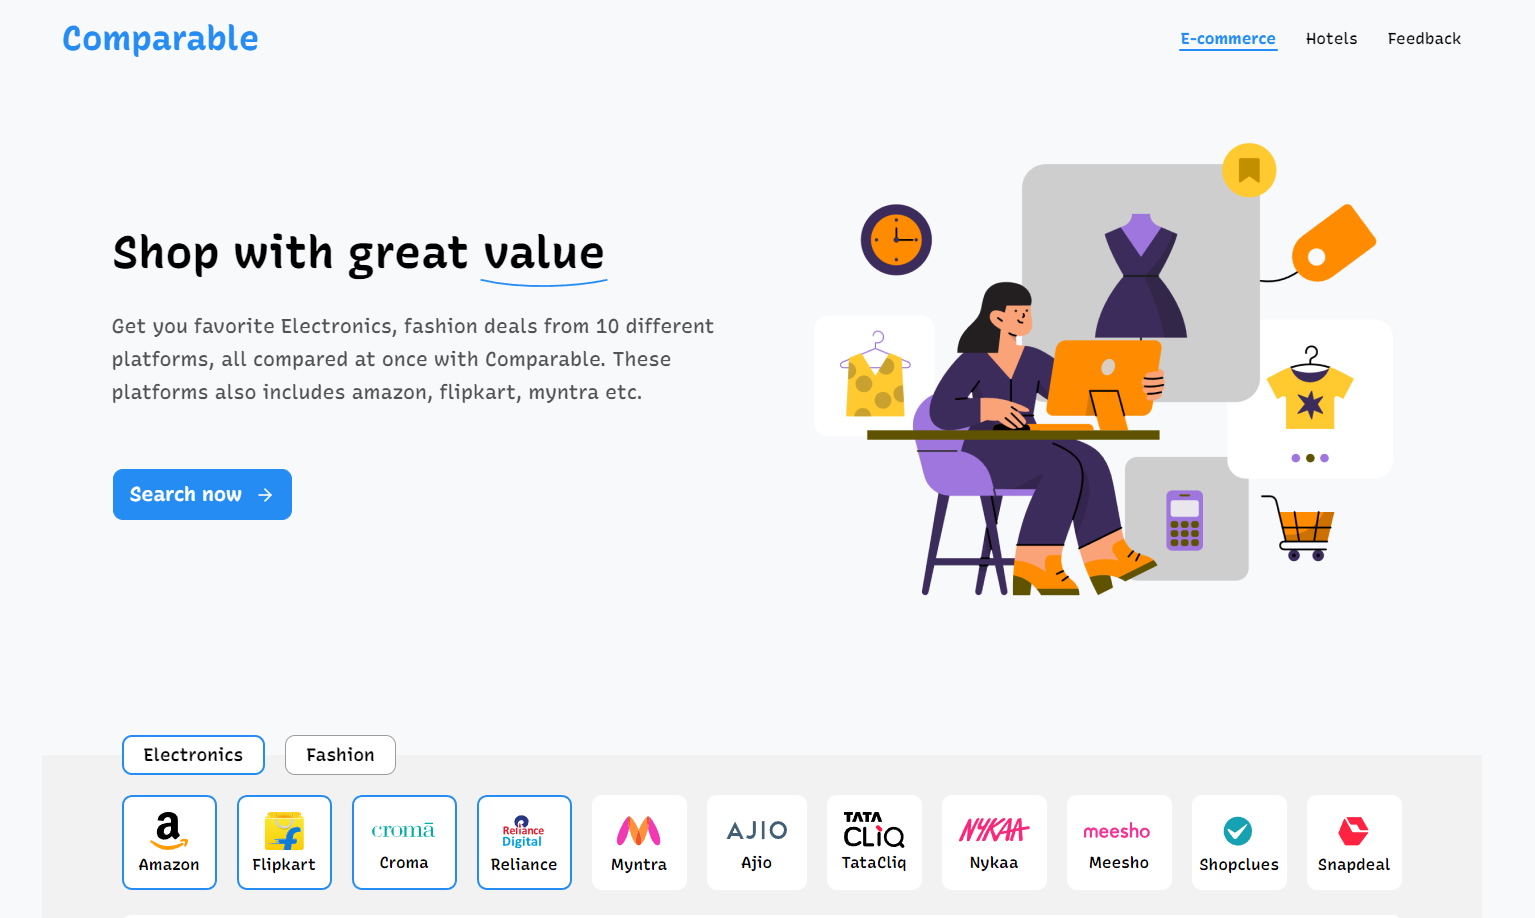 Comparable
E-commerce Hotels Feedback
Shop with great value
Get you favorite Electronics, fashion deals from 10 different
platforms, all compared at once with Comparable. These
platforms also includes amazon, flipkart, myntra etc.
Search now →
Electronics Fashion
a
Amazon
f
Flipkart
cromā
Croma
Reliance
Digital
Reliance
Myntra
AJIO
Ajio
TATA
CLiQ
TataCliq
NYKAA
Nykaa
meesho
Meesho
Shopclues
Snapdeal